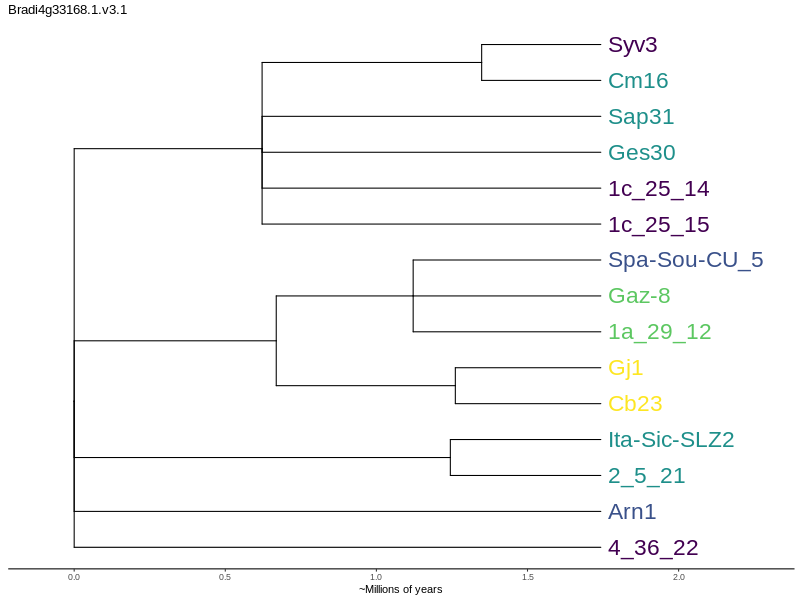 Bradi4g33168.1.v3.1
Syv3
Cm16
Sap31
Ges30
1c_25_14
1c_25_15
Spa-Sou-CU_5
Gaz-8
1a_29_12
Gj1
Cb23
Ita-Sic-SLZ2
2_5_21
Arn1
4_36_22
0.0 0.5 1.0 1.5 2.0
~Millions of years